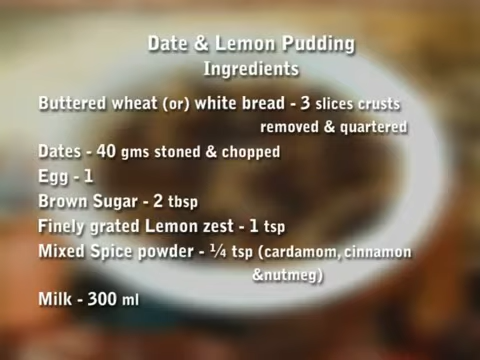 Date & Lemon Pudding
Ingredients
Buttered wheat (or) white bread - 3 slices crusts
removed & quartered
Dates - 40 gms stoned & chopped
Egg - 1
Brown Sugar - 2 tbsp
Finely grated Lemon zest - 1 tsp
Mixed Spice powder - ¼ tsp (cardamom, cinnamon
&nutmeg)
Milk - 300 ml